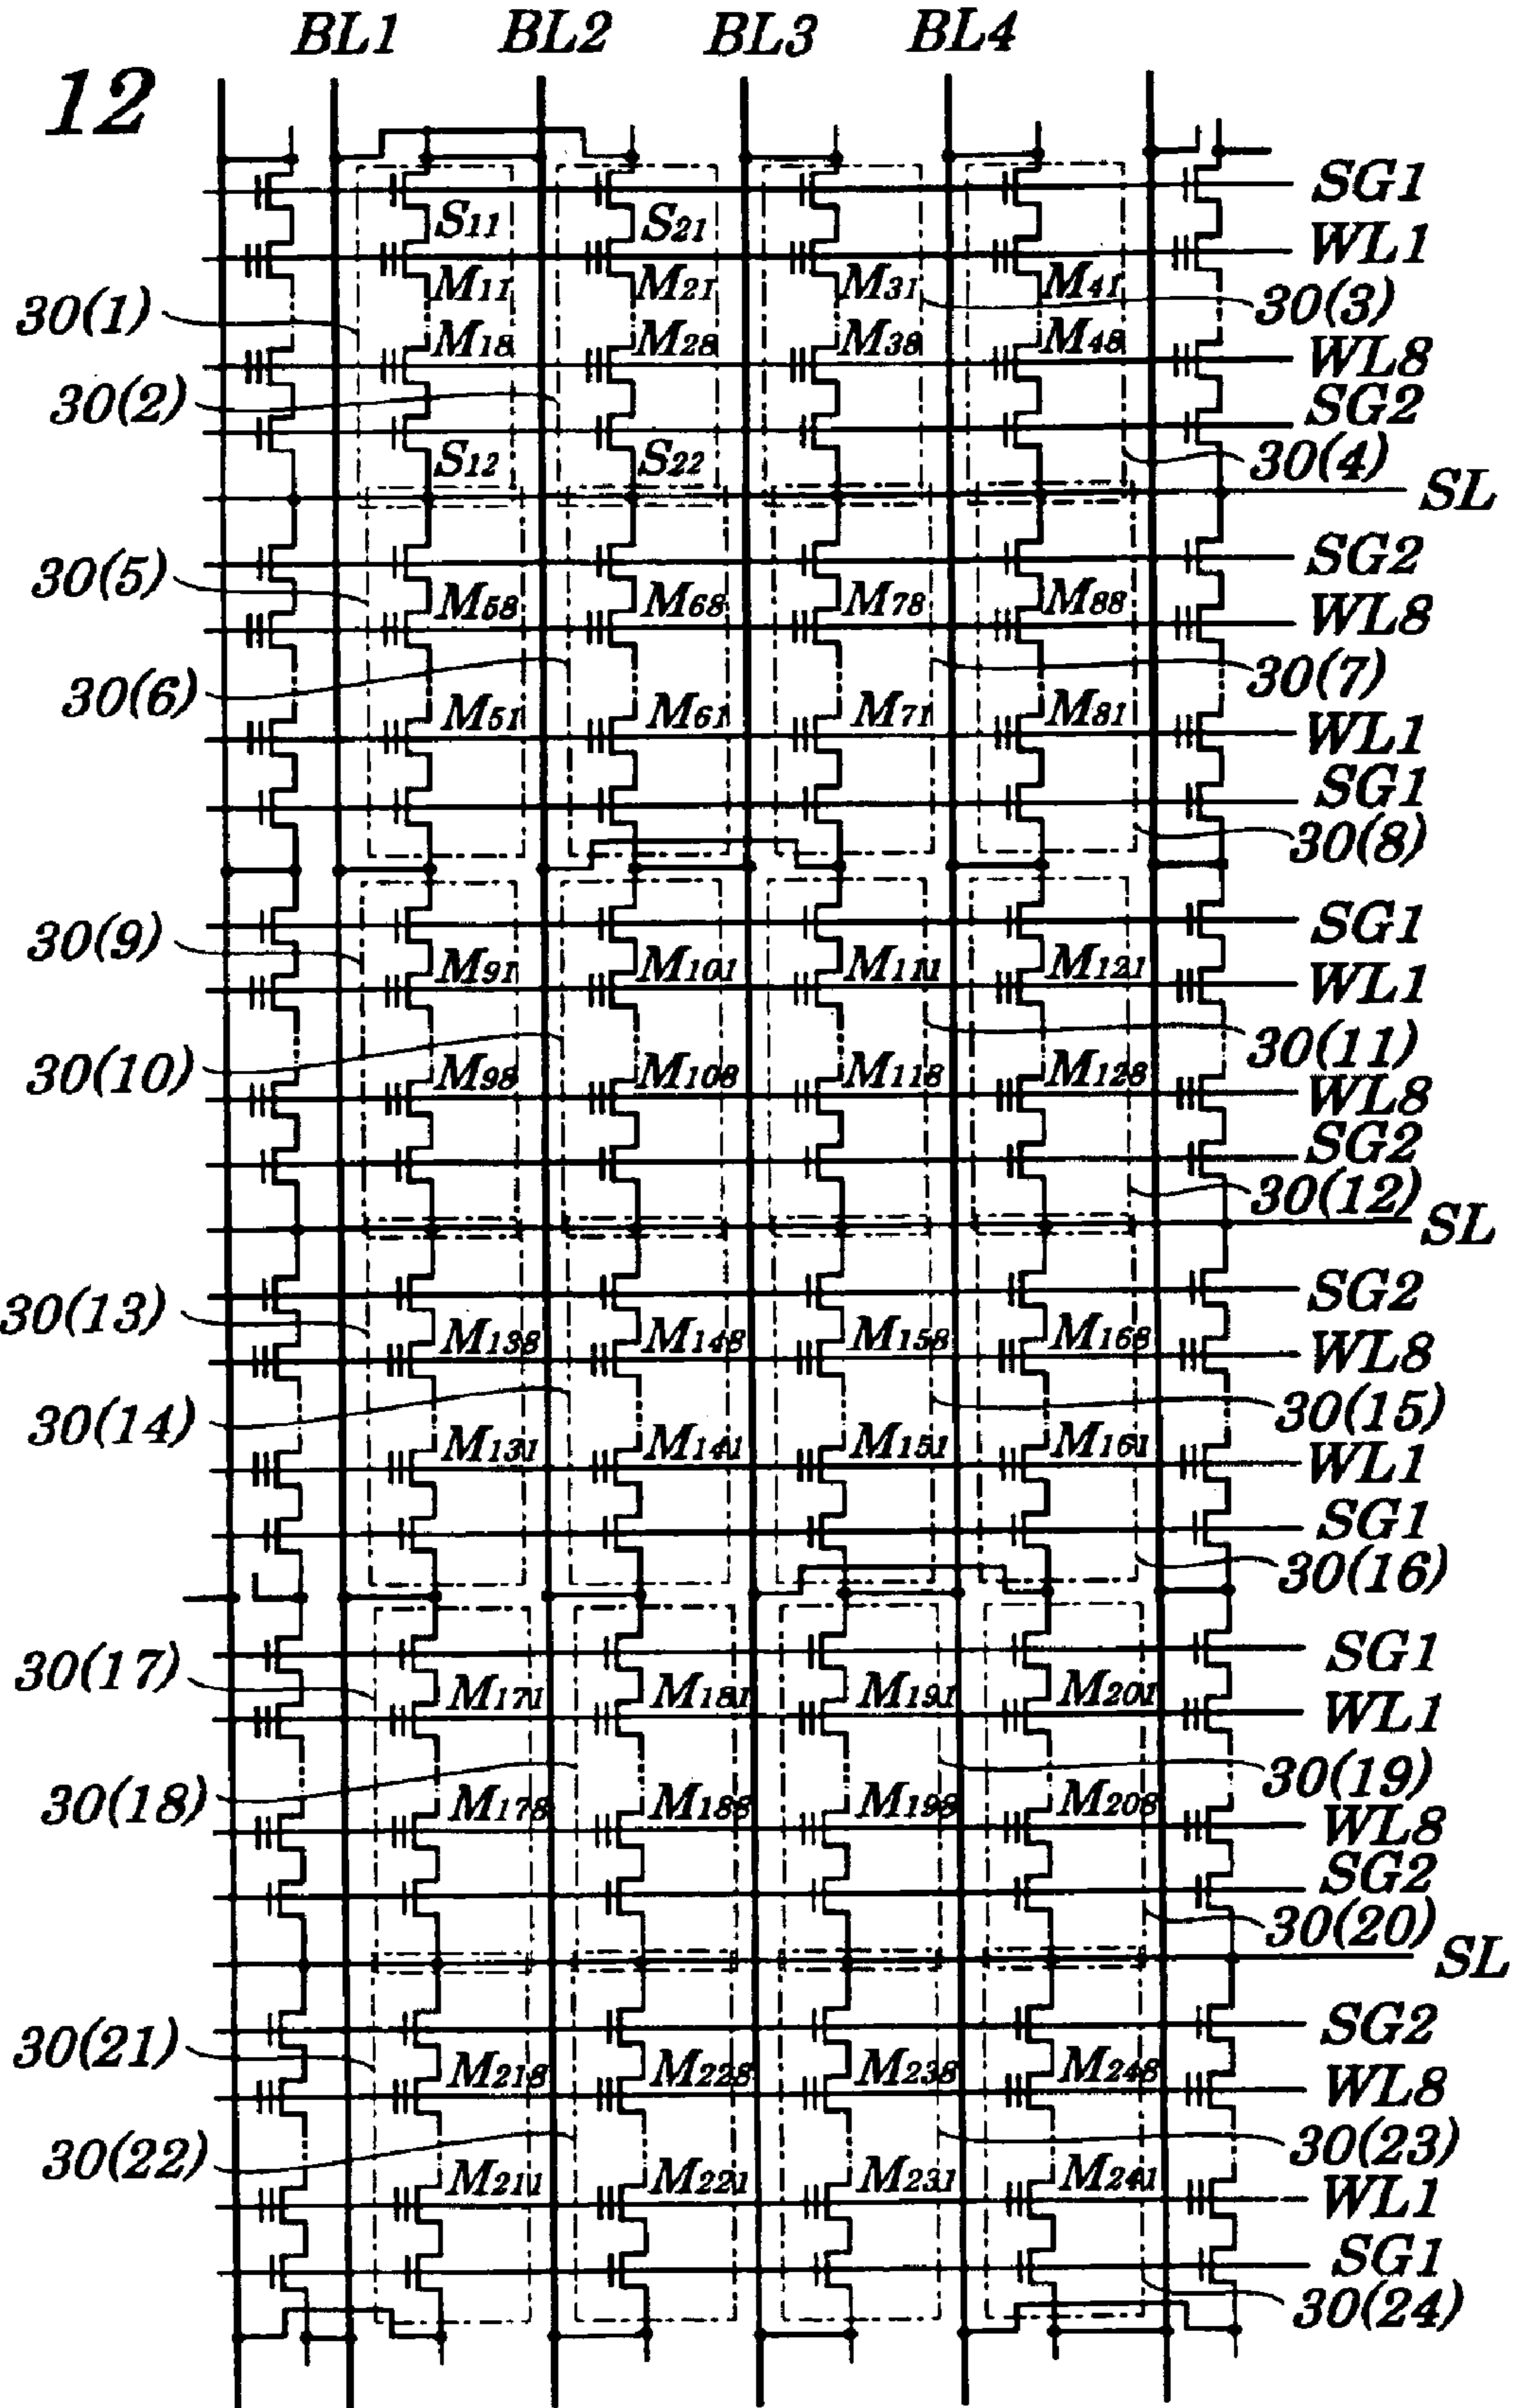 BL1 BL2 BL3 BL4
12
SG1
S11 S21
WL1
M11 M21 M31 M41
30(1) 30(3)
M18 M28 M38 M48
WL8
30(2) SG2
S12 S22 30(4)
SL
30(5) SG2
M58 M68 M78 M88 WL8
30(6) 30(7)
M51 M61 M71 M81 WL1
SG1
30(8)
30(9) SG1
M91 M101 M111 M121 WL1
30(10) 30(11)
M98 M108 M118 M128 WL8
SG2
30(12)
SL
30(13) SG2
M138 M148 M158 M168 WL8
30(14) 30(15)
M131 M141 M151 M161 WL1
SG1
30(16)
30(17) SG1
M171 M181 M191 M201 WL1
30(18) 30(19)
M178 M188 M198 M208 WL8
SG2
30(20)
SL
30(21) SG2
M218 M228 M238 M248 WL8
30(22) 30(23)
M211 M221 M231 M241 WL1
SG1
30(24)